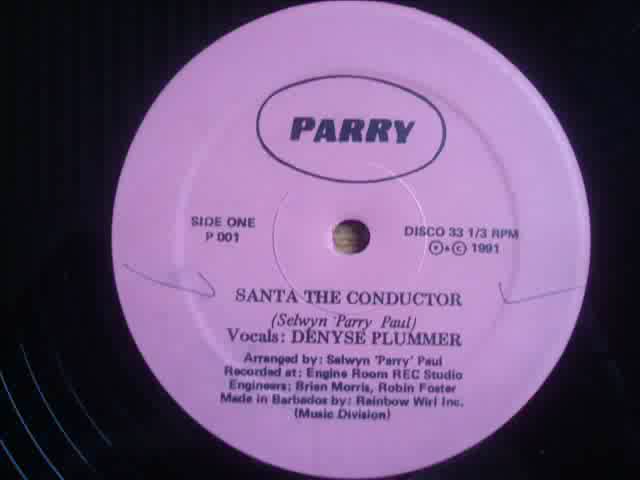 PARRY
SIDE ONE
P 001
DISCO 33 1/3 RPM
℗+© 1991
SANTA THE CONDUCTOR
(Selwyn 'Parry' Paul)
Vocals: DENYSE PLUMMER
Arranged by: Selwyn 'Parry' Paul
Recorded at: Engine Room REC Studio
Engineers; Brian Morris, Robin Foster
Made in Barbados by: Rainbow Wirl Inc.
(Music Division)